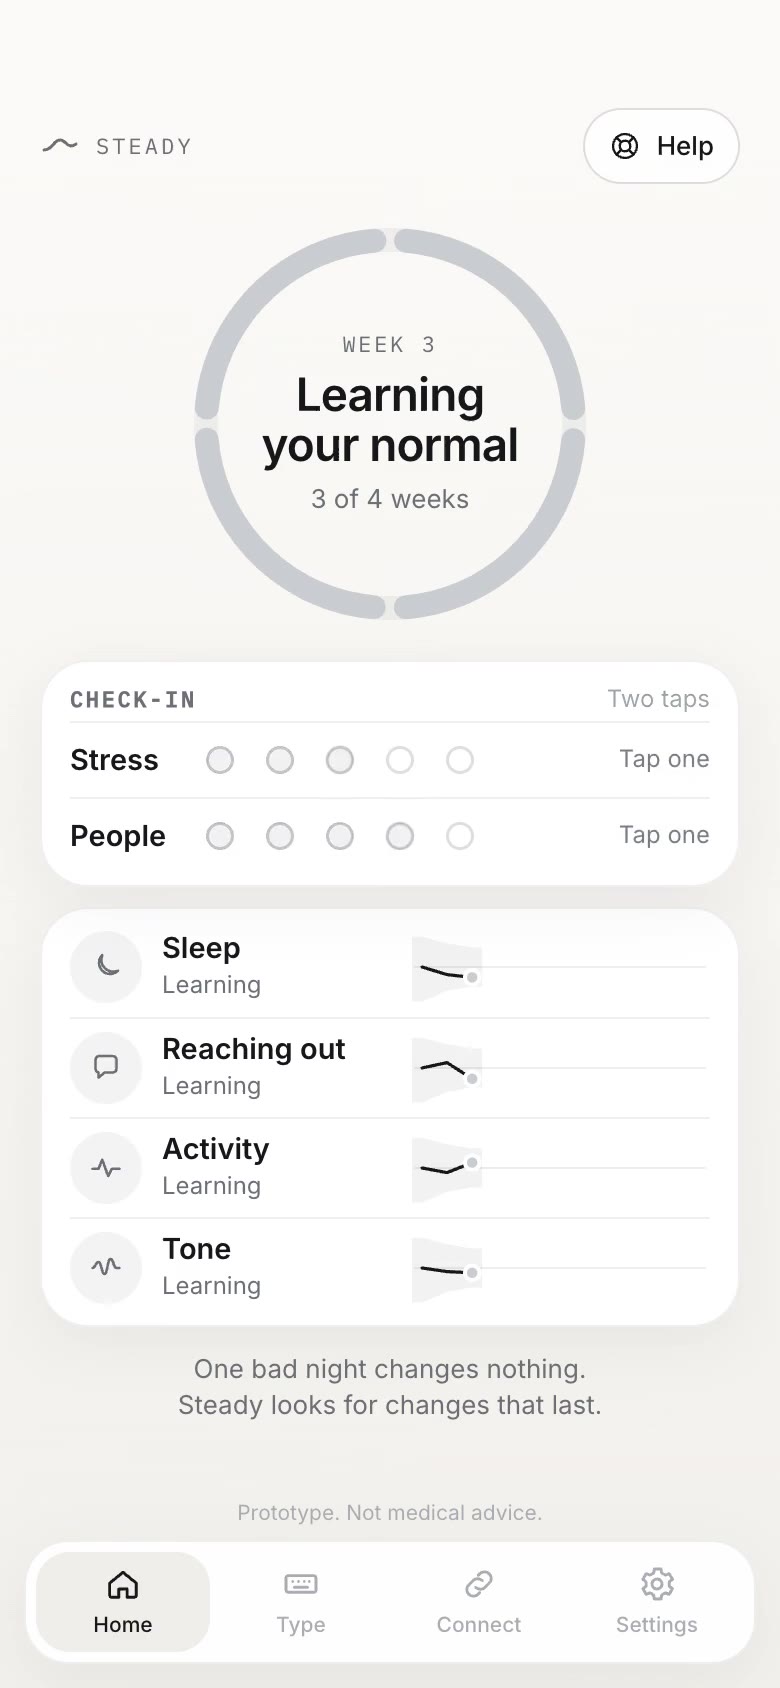 STEADY
Help
WEEK 3
Learning
your normal
3 of 4 weeks
CHECK-IN
Two taps
Stress
Tap one
People
Tap one
Sleep
Learning
Reaching out
Learning
Activity
Learning
Tone
Learning
One bad night changes nothing.
Steady looks for changes that last.
Prototype. Not medical advice.
Home
Type
Connect
Settings